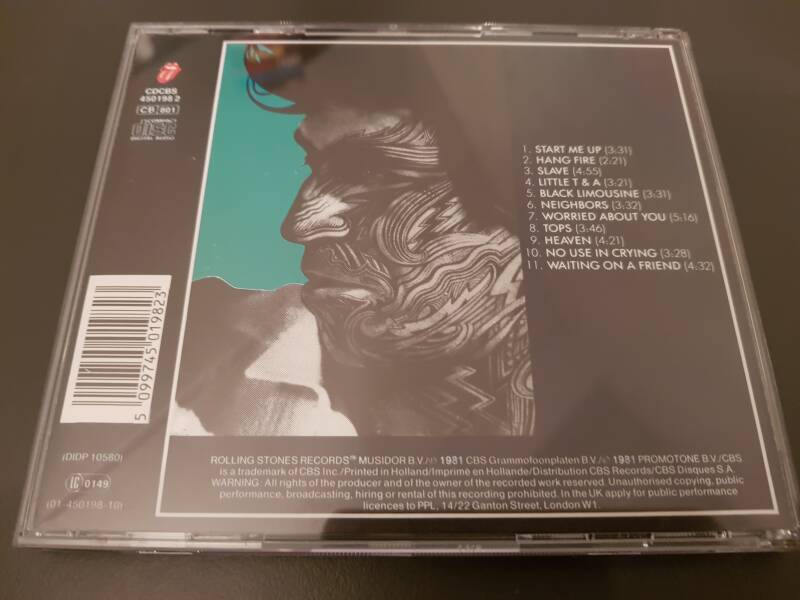 CDCBS
450198 2
CB 801
COMPACT
disc
DIGITAL AUDIO
1. START ME UP (3:31)
2. HANG FIRE (2:21)
3. SLAVE (4:55)
4. LITTLE T & A (3:21)
5. BLACK LIMOUSINE (3:31)
6. NEIGHBORS (3:32)
7. WORRIED ABOUT YOU (5:16)
8. TOPS (3:46)
9. HEAVEN (4:21)
10. NO USE IN CRYING (3:28)
11. WAITING ON A FRIEND (4:32)
5 099745 019823
(DIDP 10580)
LC 0149
(01-450198-10)
ROLLING STONES RECORDS™ MUSIDOR B.V./℗ 1981 CBS Grammofoonplaten B.V./© 1981 PROMOTONE B.V./CBS
is a trademark of CBS Inc./Printed in Holland/Imprimé en Hollande/Distribution CBS Records/CBS Disques S.A.
WARNING: All rights of the producer and of the owner of the recorded work reserved. Unauthorised copying, public
performance, broadcasting, hiring or rental of this recording prohibited. In the UK apply for public performance
licences to PPL, 14/22 Ganton Street, London W1.